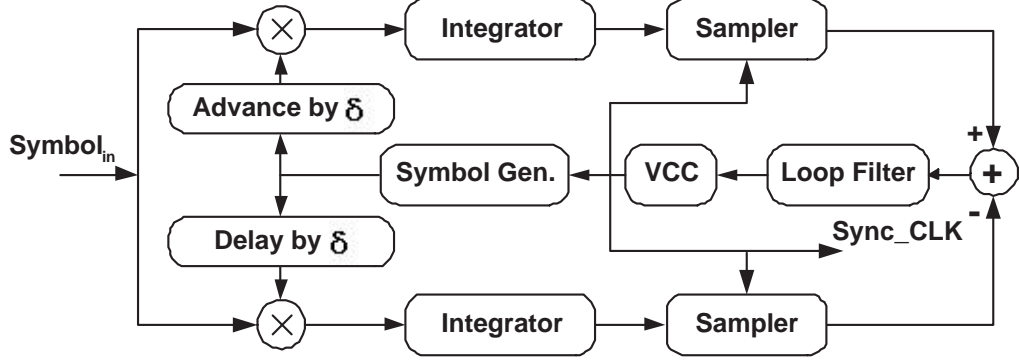 × Integrator Sampler
Advance by δ
Symbol_in Symbol Gen. VCC Loop Filter + +
Delay by δ Sync_CLK -
× Integrator Sampler